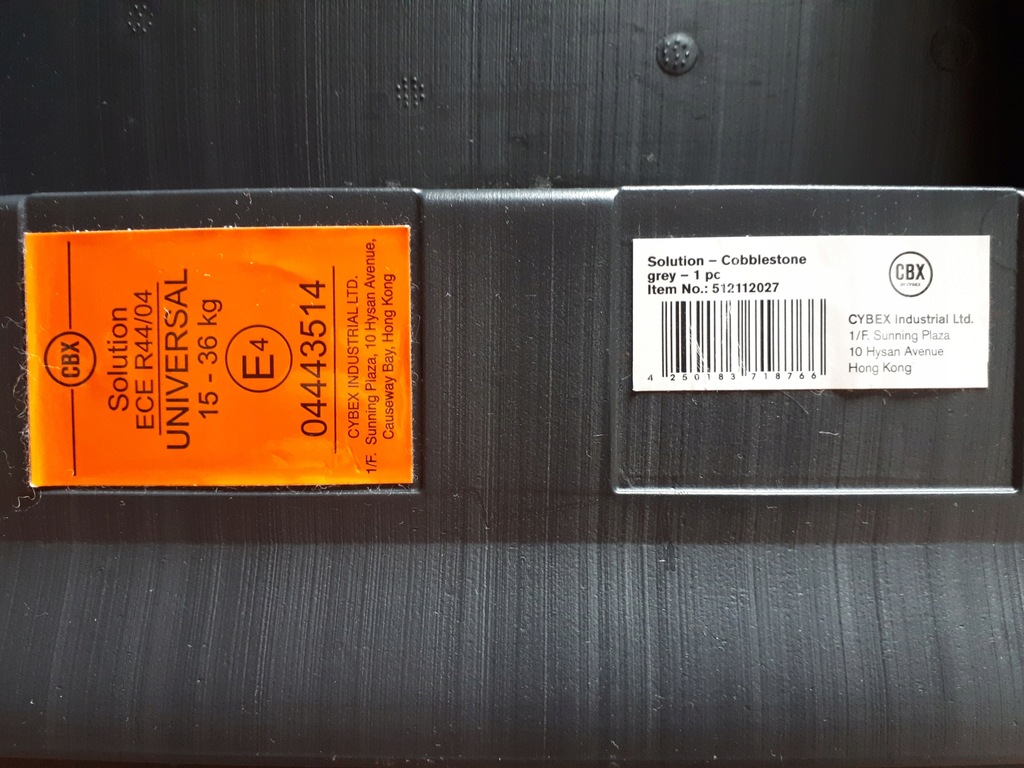 CBX
Solution
ECE R44/04
UNIVERSAL
15 - 36 kg
E4
04443514
CYBEX INDUSTRIAL LTD.
1/F. Sunning Plaza, 10 Hysan Avenue,
Causeway Bay, Hong Kong
Solution – Cobblestone
grey – 1 pc
Item No.: 512112027
4 250183 718766
CBX
CYBEX Industrial Ltd.
1/F. Sunning Plaza
10 Hysan Avenue
Hong Kong